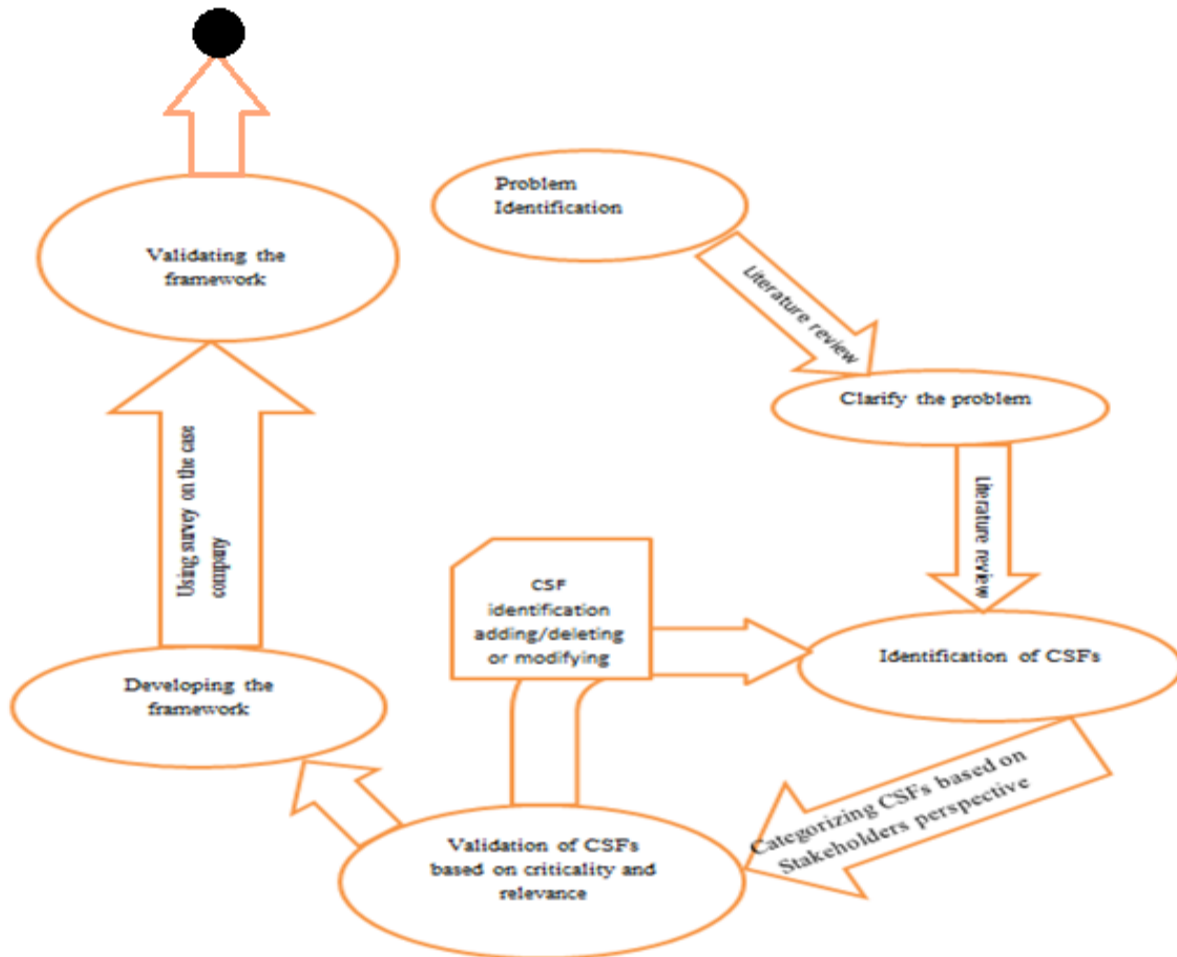 Problem
Identification
Literature review
Clarify the problem
Literature review
Identification of CSFs
Categorizing CSFs based on
Stakeholders perspective
Validation of CSFs
based on criticality and
relevance
CSF
identification
adding/deleting
or modifying
Developing the
framework
Using survey on the case
company
Validating the
framework